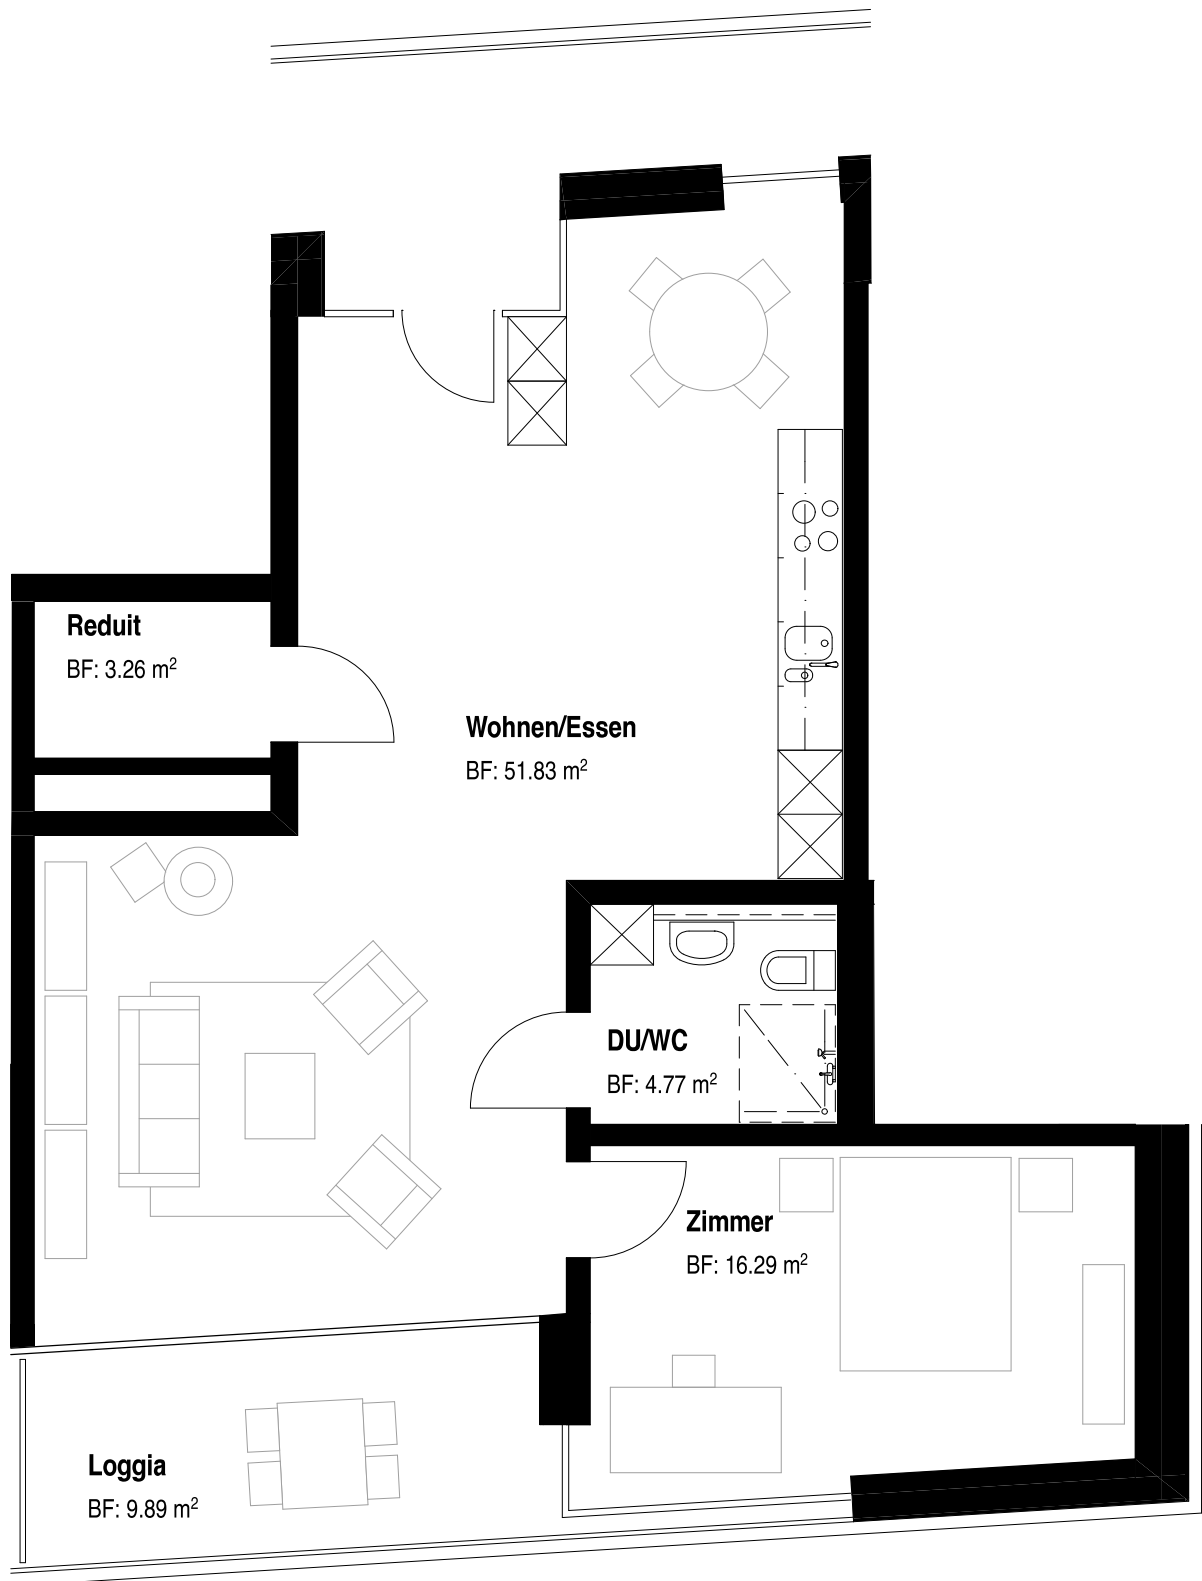 Reduit
BF: 3.26 m²
Wohnen/Essen
BF: 51.83 m²
DU/WC
BF: 4.77 m²
Zimmer
BF: 16.29 m²
Loggia
BF: 9.89 m²